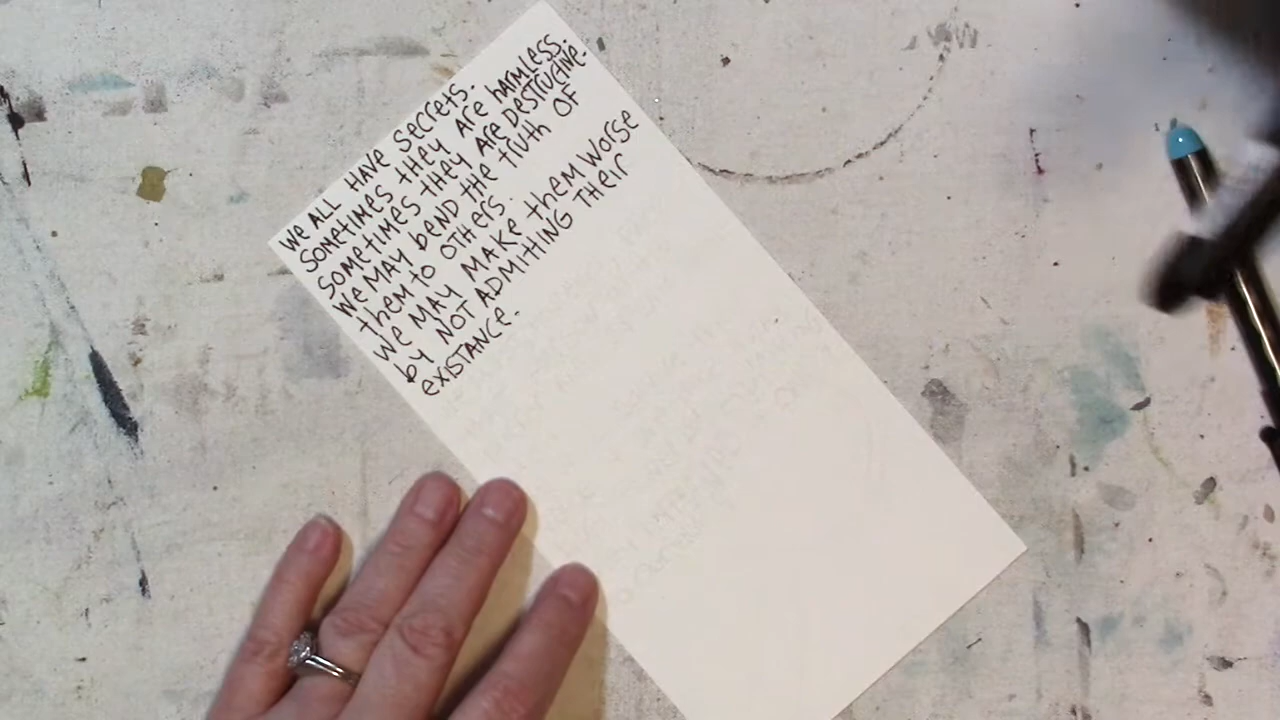 We ALL HAVE SecretS.
SOMETIMES THEY ARE HARMLESS.
SOMETIMES THEY ARE DESTRUCTIVE.
We MAY bend THE TruTH OF
them to OTHERS.
We MAY MAKE them Worse
by NOT ADMITTING THEir
eXISTANCe.